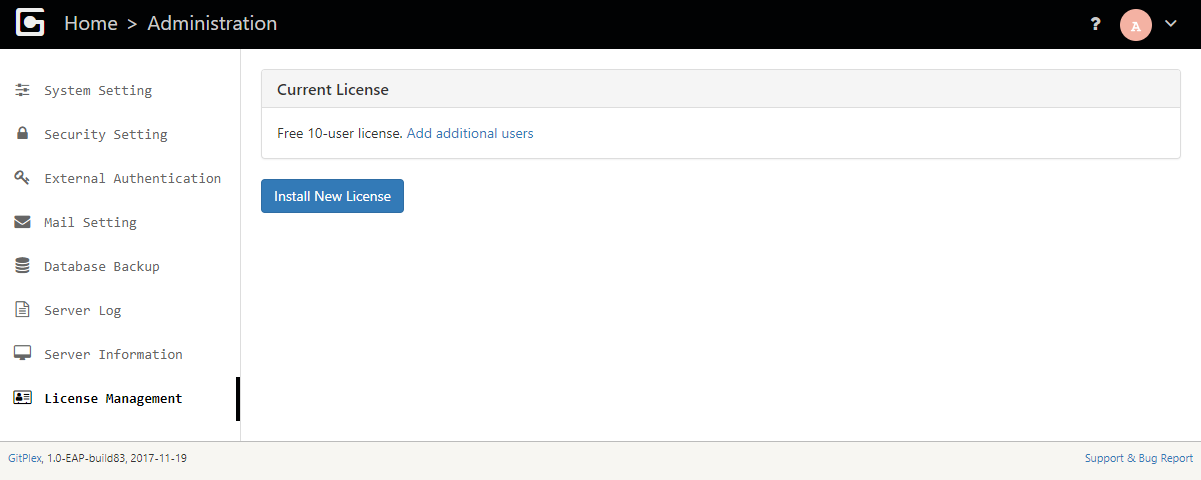 Home > Administration
?
A
System Setting
Security Setting
External Authentication
Mail Setting
Database Backup
Server Log
Server Information
License Management
Current License
Free 10-user license. Add additional users
Install New License
GitPlex, 1.0-EAP-build83, 2017-11-19
Support & Bug Report